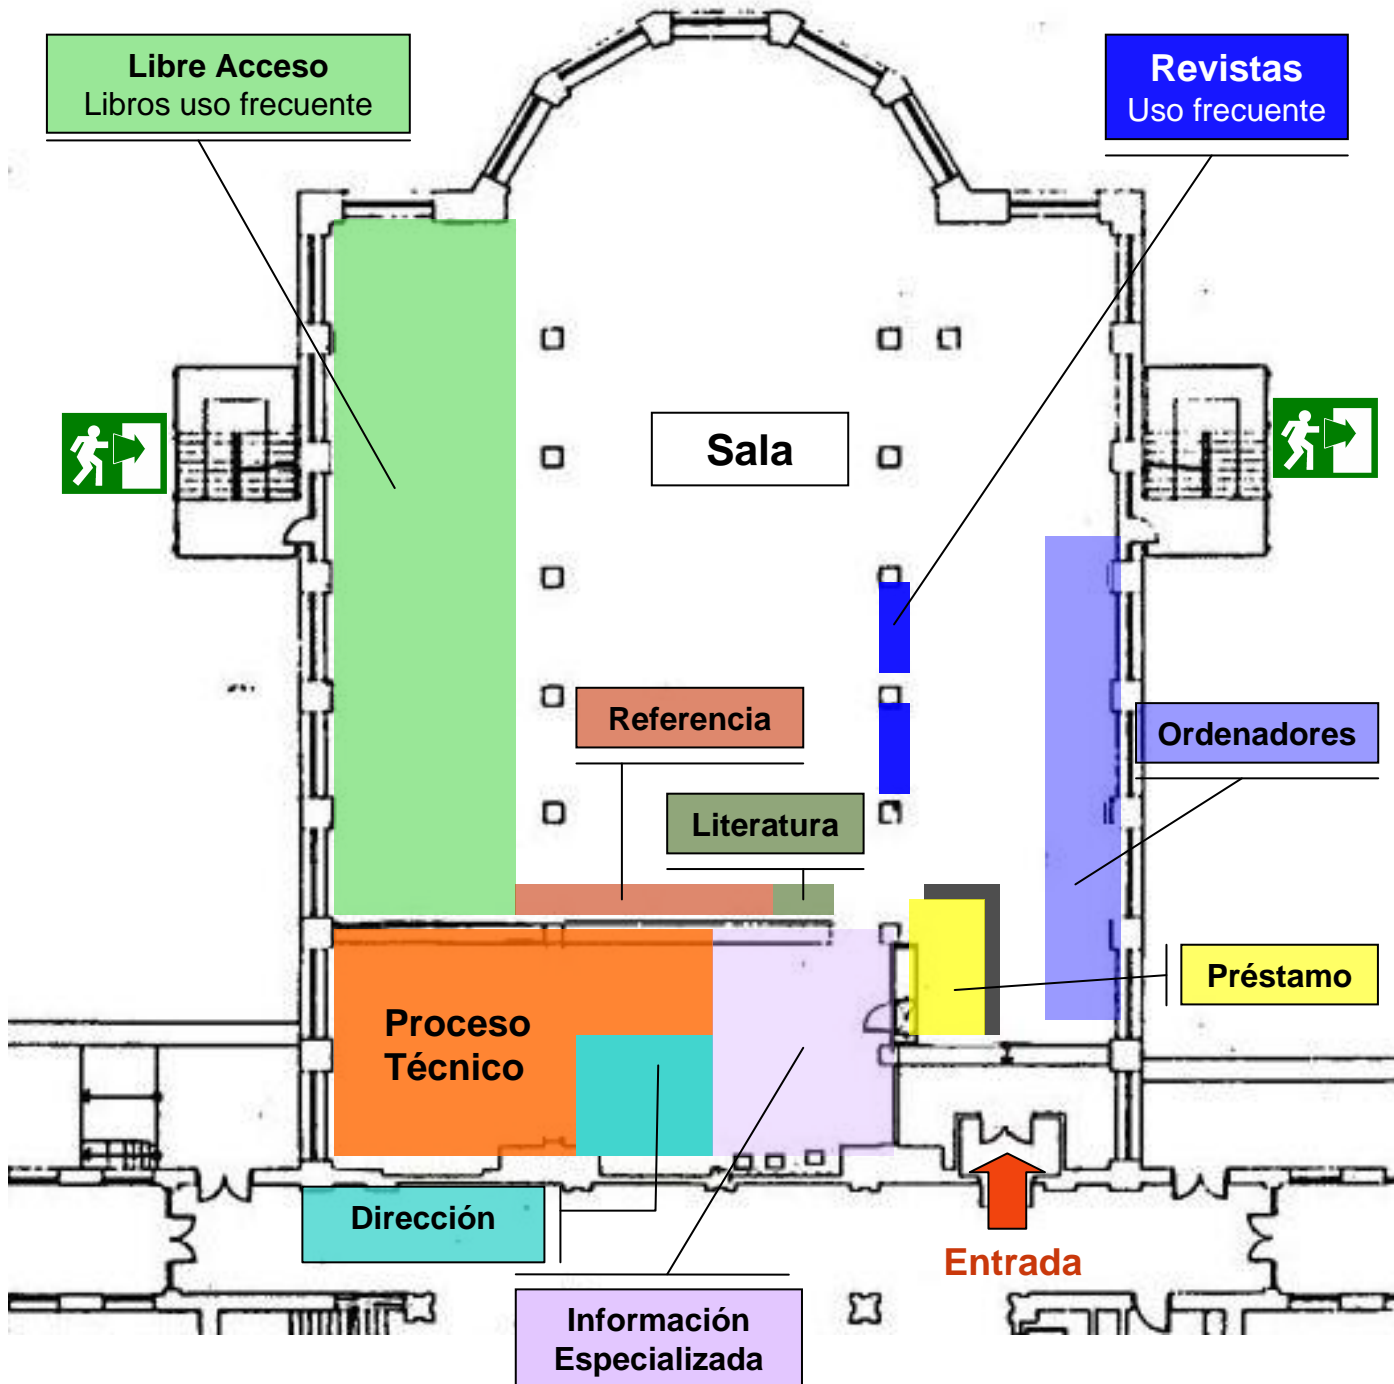 Libre Acceso
Libros uso frecuente
Revistas
Uso frecuente
Sala
Referencia
Ordenadores
Literatura
Préstamo
Proceso
Técnico
Dirección
Entrada
Información
Especializada